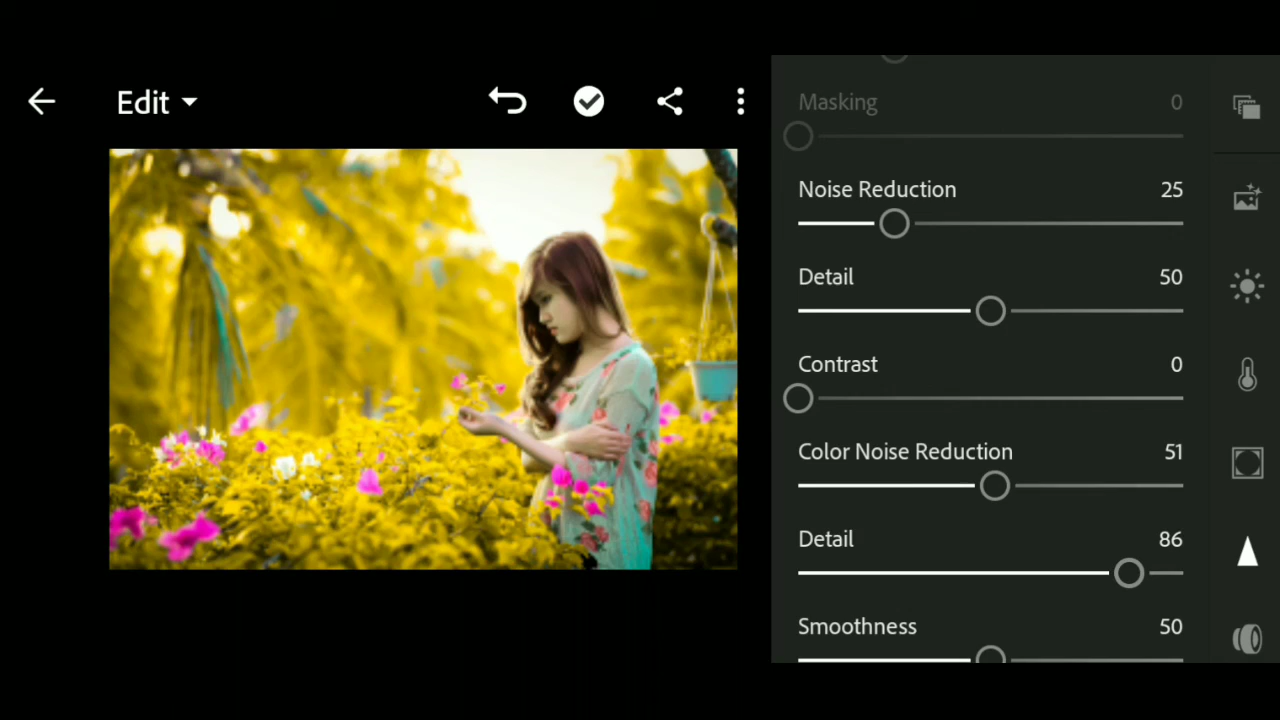 Edit
Masking 0
Noise Reduction 25
Detail 50
Contrast 0
Color Noise Reduction 51
Detail 86
Smoothness 50